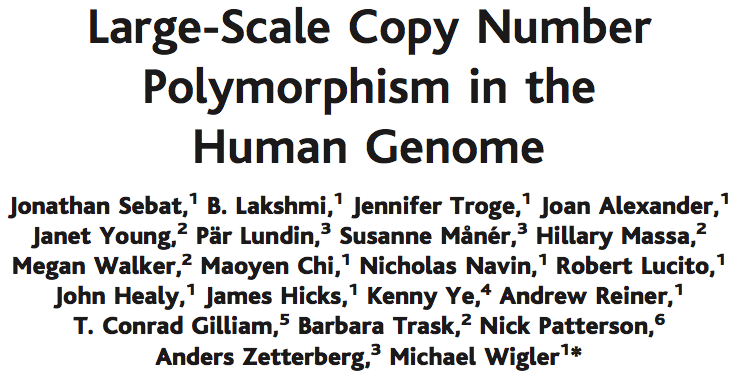 Large-Scale Copy Number
Polymorphism in the
Human Genome
Jonathan Sebat,¹ B. Lakshmi,¹ Jennifer Troge,¹ Joan Alexander,¹
Janet Young,² Pär Lundin,³ Susanne Månér,³ Hillary Massa,²
Megan Walker,² Maoyen Chi,¹ Nicholas Navin,¹ Robert Lucito,¹
John Healy,¹ James Hicks,¹ Kenny Ye,⁴ Andrew Reiner,¹
T. Conrad Gilliam,⁵ Barbara Trask,² Nick Patterson,⁶
Anders Zetterberg,³ Michael Wigler¹*